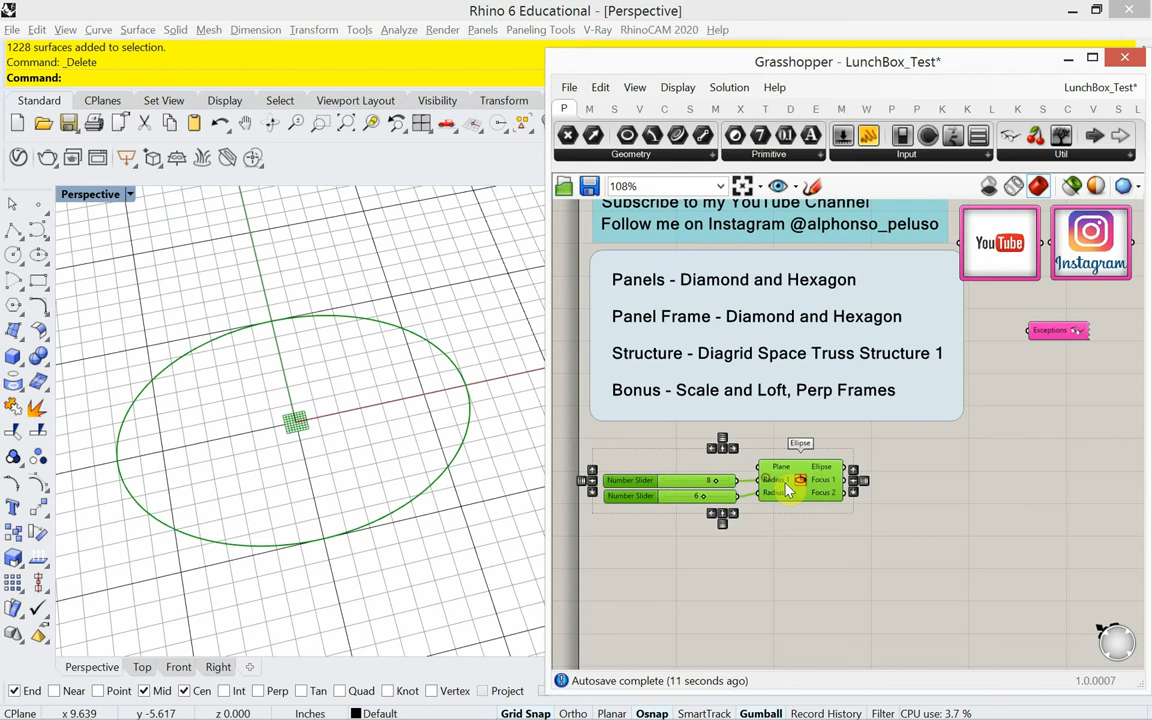 Rhino 6 Educational - [Perspective]
File Edit View Curve Surface Solid Mesh Dimension Transform Tools Analyze Render Panels Paneling Tools V-Ray RhinoCAM 2020 Help
1228 surfaces added to selection.
Command: _Delete
Command:
Standard CPlanes Set View Display Select Viewport Layout Visibility Transform
Perspective
Grasshopper - LunchBox_Test*
File Edit View Display Solution Help LunchBox_Test*
P M S V C S M X T D E M W F P A K L K C V S L
Geometry Primitive Input Util
108%
Subscribe to my YouTube Channel
Follow me on Instagram @alphonso_peluso
YouTube
Instagram
Panels - Diamond and Hexagon
Panel Frame - Diamond and Hexagon
Structure - Diagrid Space Truss Structure 1
Bonus - Scale and Loft, Perp Frames
Exceptions
Ellipse
Plane Ellipse
Number Slider 8 Radius 1 Focus 1
Number Slider 6 Radius Focus 2
Autosave complete (11 seconds ago) 1.0.0007
Perspective Top Front Right
End Near Point Mid Cen Int Perp Tan Quad Knot Vertex Project
CPlane x 9.639 y -5.617 z 0.000 Inches Default Grid Snap Ortho Planar Osnap SmartTrack Gumball Record History Filter CPU use: 3.7 %